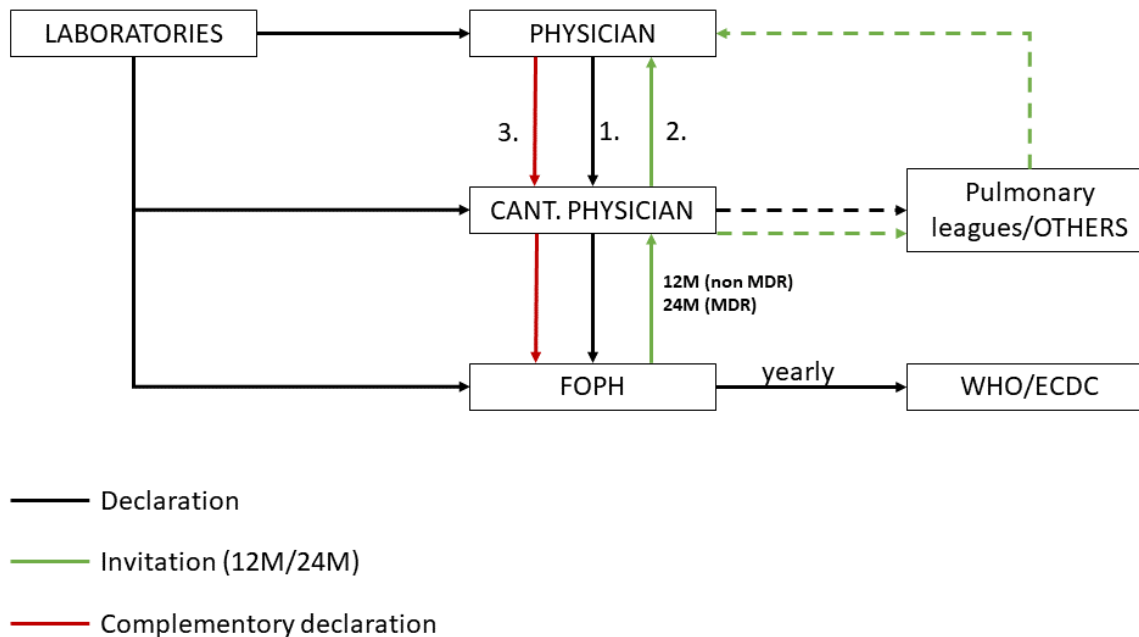 LABORATORIES
PHYSICIAN
3.
1.
2.
CANT. PHYSICIAN
Pulmonary
leagues/OTHERS
12M (non MDR)
24M (MDR)
FOPH
yearly
WHO/ECDC
Declaration
Invitation (12M/24M)
Complementory declaration